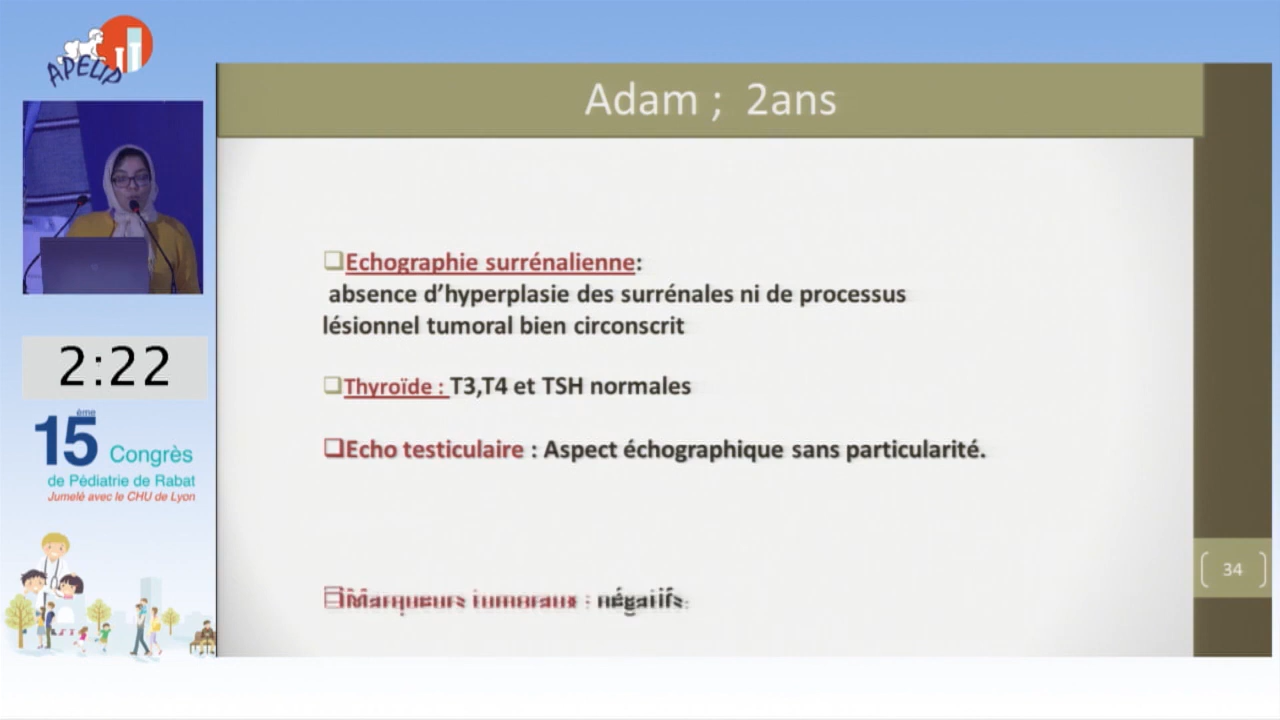 APEUP
Adam ; 2ans
Echographie surrénalienne:
absence d’hyperplasie des surrénales ni de processus
lésionnel tumoral bien circonscrit
Thyroïde : T3,T4 et TSH normales
Echo testiculaire : Aspect échographique sans particularité.
Marqueurs tumoraux : négatifs.
34
2:22
15ème Congrès
de Pédiatrie de Rabat
Jumelé avec le CHU de Lyon